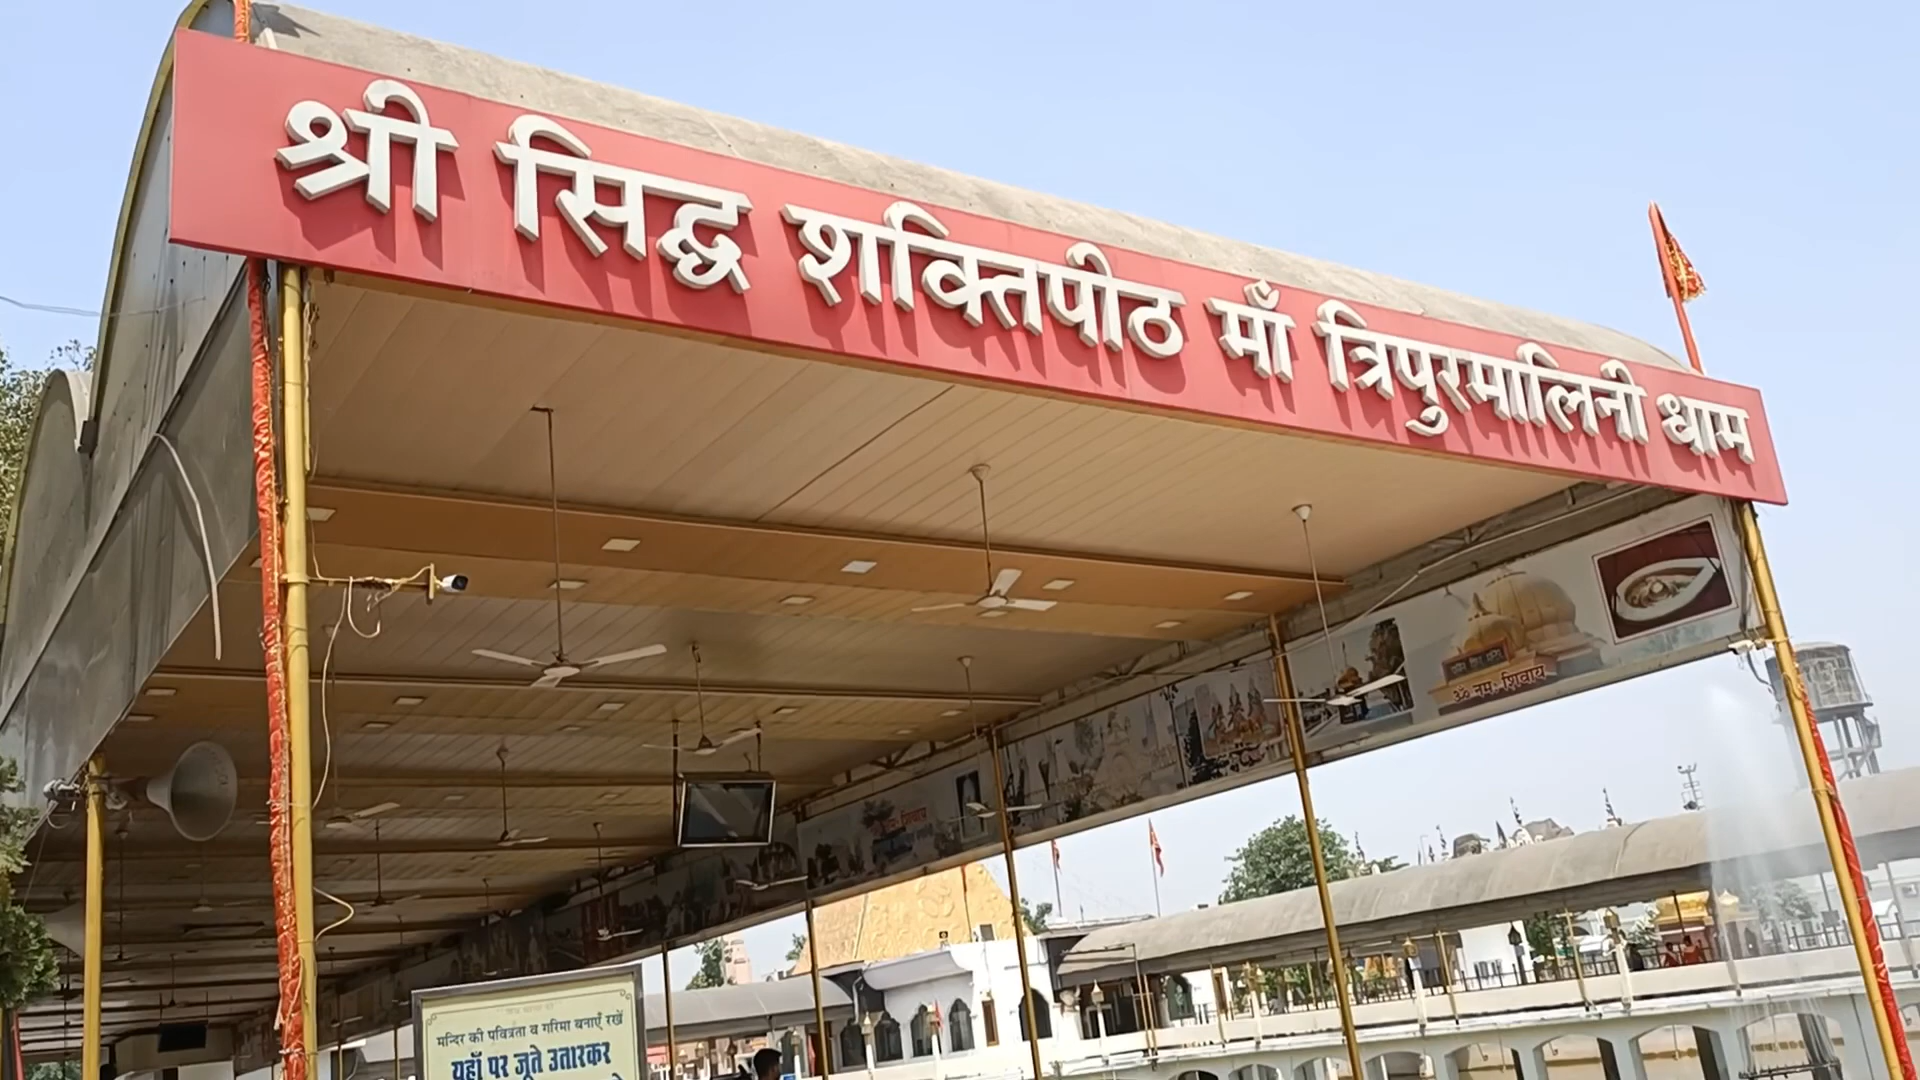 श्री सिद्ध शक्तिपीठ माँ त्रिपुरमालिनी धाम
ॐ नमः शिवाय
मन्दिर की पवित्रता व गरिमा बनाएँ रखें
यहाँ पर जूते उतारकर